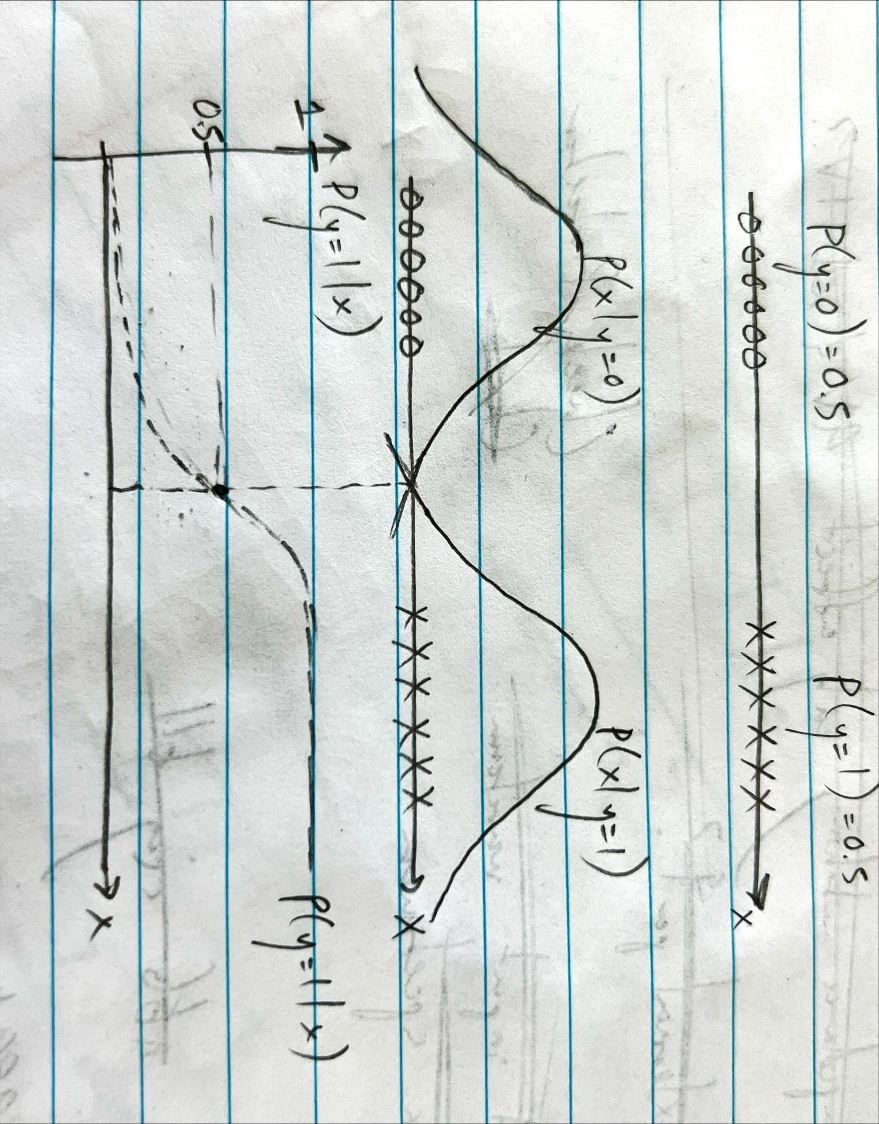 P(y=0)=0.5 P(y=1)=0.5
x
P(x|y=0) P(x|y=1)
x
P(y=1|x)
1
P(y=1|x)
0.5
x